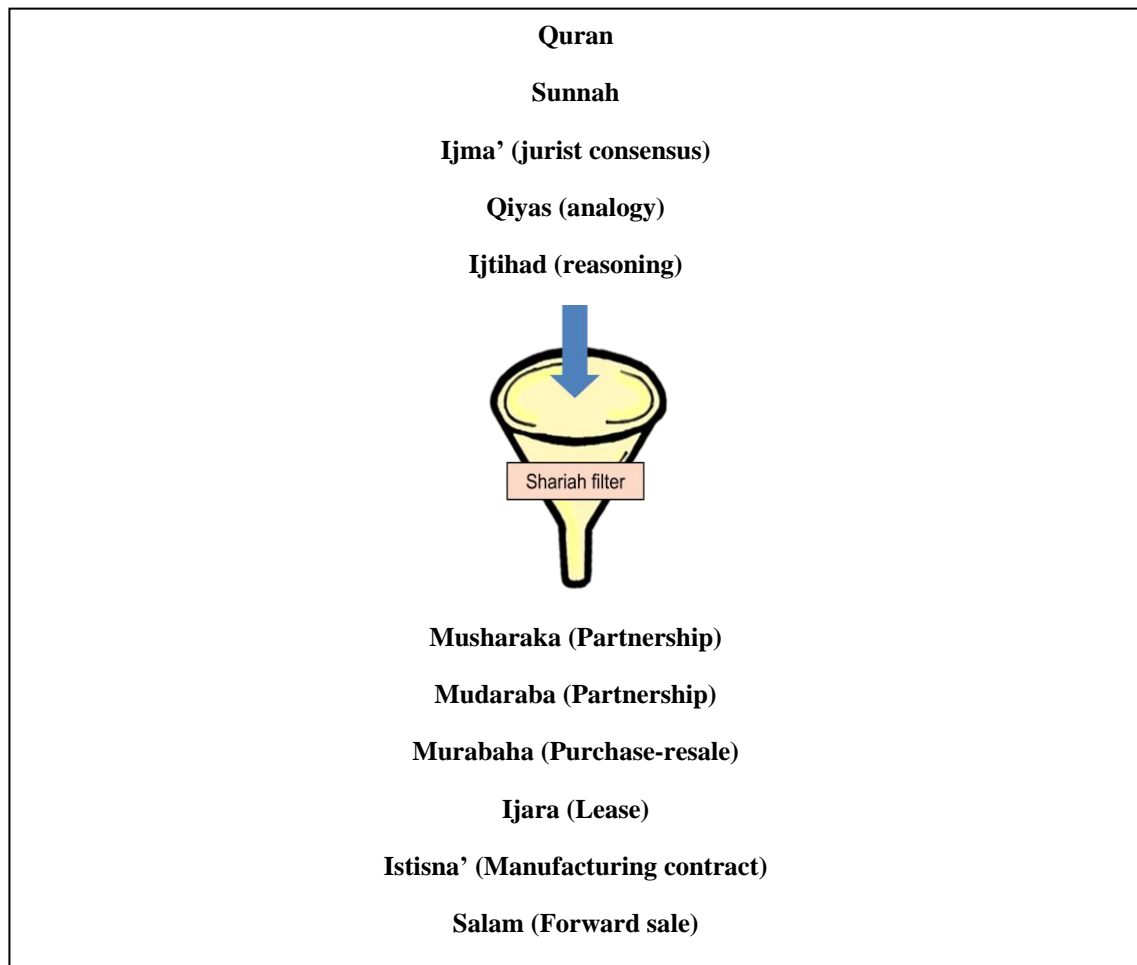 Quran
Sunnah
Ijma’ (jurist consensus)
Qiyas (analogy)
Ijtihad (reasoning)
Shariah filter
Musharaka (Partnership)
Mudaraba (Partnership)
Murabaha (Purchase-resale)
Ijara (Lease)
Istisna’ (Manufacturing contract)
Salam (Forward sale)